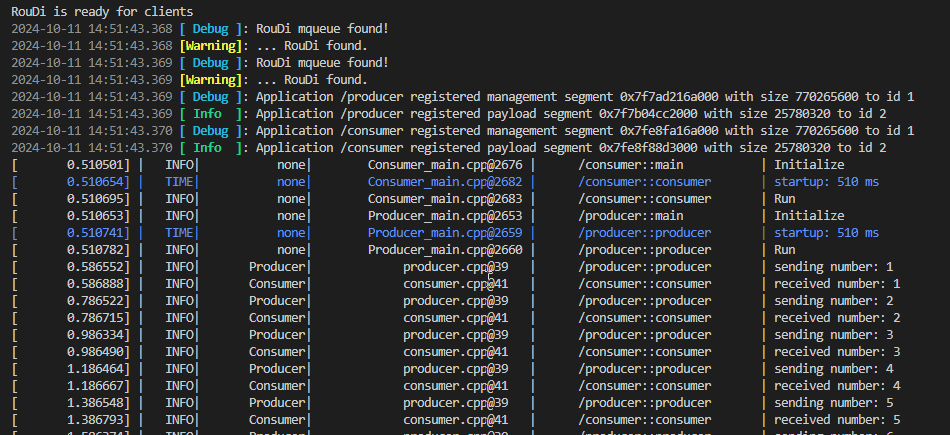 RouDi is ready for clients
2024-10-11 14:51:43.368 [ Debug ]: RouDi mqueue found!
2024-10-11 14:51:43.368 [Warning]: ... RouDi found.
2024-10-11 14:51:43.369 [ Debug ]: RouDi mqueue found!
2024-10-11 14:51:43.369 [Warning]: ... RouDi found.
2024-10-11 14:51:43.369 [ Debug ]: Application /producer registered management segment 0x7f7ad216a000 with size 770265600 to id 1
2024-10-11 14:51:43.369 [ Info  ]: Application /producer registered payload segment 0x7f7b04cc2000 with size 25780320 to id 2
2024-10-11 14:51:43.370 [ Debug ]: Application /consumer registered management segment 0x7fe8fa16a000 with size 770265600 to id 1
2024-10-11 14:51:43.370 [ Info  ]: Application /consumer registered payload segment 0x7fe8f88d3000 with size 25780320 to id 2
[ 0.510501] | INFO| none| Consumer_main.cpp@2676 | /consumer::main | Initialize
[ 0.510654] | TIME| none| Consumer_main.cpp@2682 | /consumer::consumer | startup: 510 ms
[ 0.510695] | INFO| none| Consumer_main.cpp@2683 | /consumer::consumer | Run
[ 0.510653] | INFO| none| Producer_main.cpp@2653 | /producer::main | Initialize
[ 0.510741] | TIME| none| Producer_main.cpp@2659 | /producer::producer | startup: 510 ms
[ 0.510782] | INFO| none| Producer_main.cpp@2660 | /producer::producer | Run
[ 0.586552] | INFO| Producer| producer.cpp@39 | /producer::producer | sending number: 1
[ 0.586888] | INFO| Consumer| consumer.cpp@41 | /consumer::consumer | received number: 1
[ 0.786522] | INFO| Producer| producer.cpp@39 | /producer::producer | sending number: 2
[ 0.786715] | INFO| Consumer| consumer.cpp@41 | /consumer::consumer | received number: 2
[ 0.986334] | INFO| Producer| producer.cpp@39 | /producer::producer | sending number: 3
[ 0.986490] | INFO| Consumer| consumer.cpp@41 | /consumer::consumer | received number: 3
[ 1.186464] | INFO| Producer| producer.cpp@39 | /producer::producer | sending number: 4
[ 1.186667] | INFO| Consumer| consumer.cpp@41 | /consumer::consumer | received number: 4
[ 1.386548] | INFO| Producer| producer.cpp@39 | /producer::producer | sending number: 5
[ 1.386793] | INFO| Consumer| consumer.cpp@41 | /consumer::consumer | received number: 5